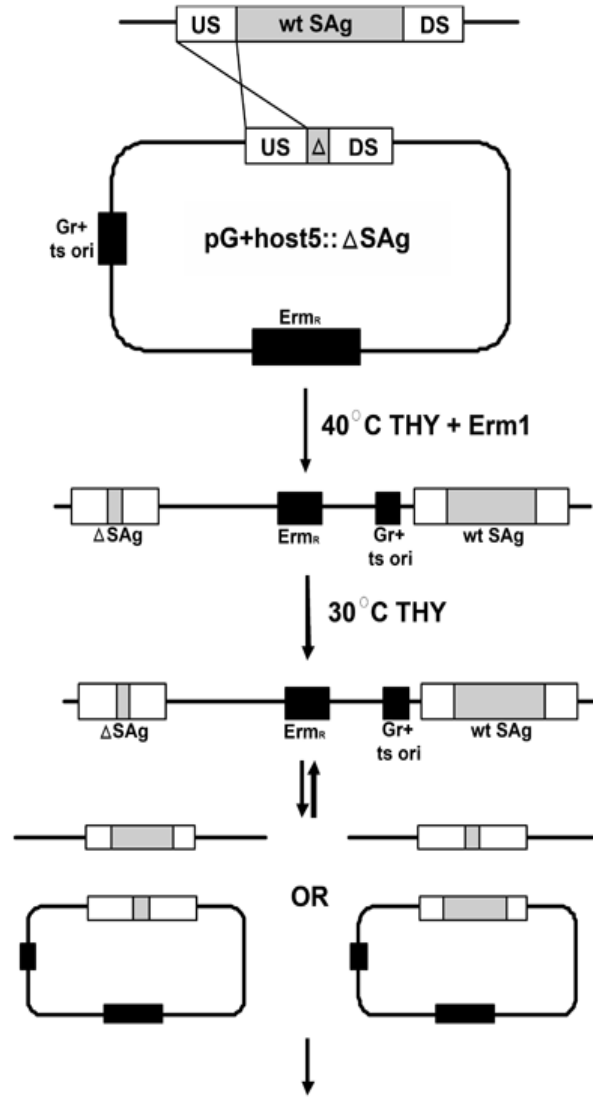 US wt SAg DS
US Δ DS
Gr+
ts ori
pG+host5::ΔSAg
ErmR
40°C THY + Erm1
ΔSAg ErmR Gr+ wt SAg
ts ori
30°C THY
ΔSAg ErmR Gr+ wt SAg
ts ori
OR